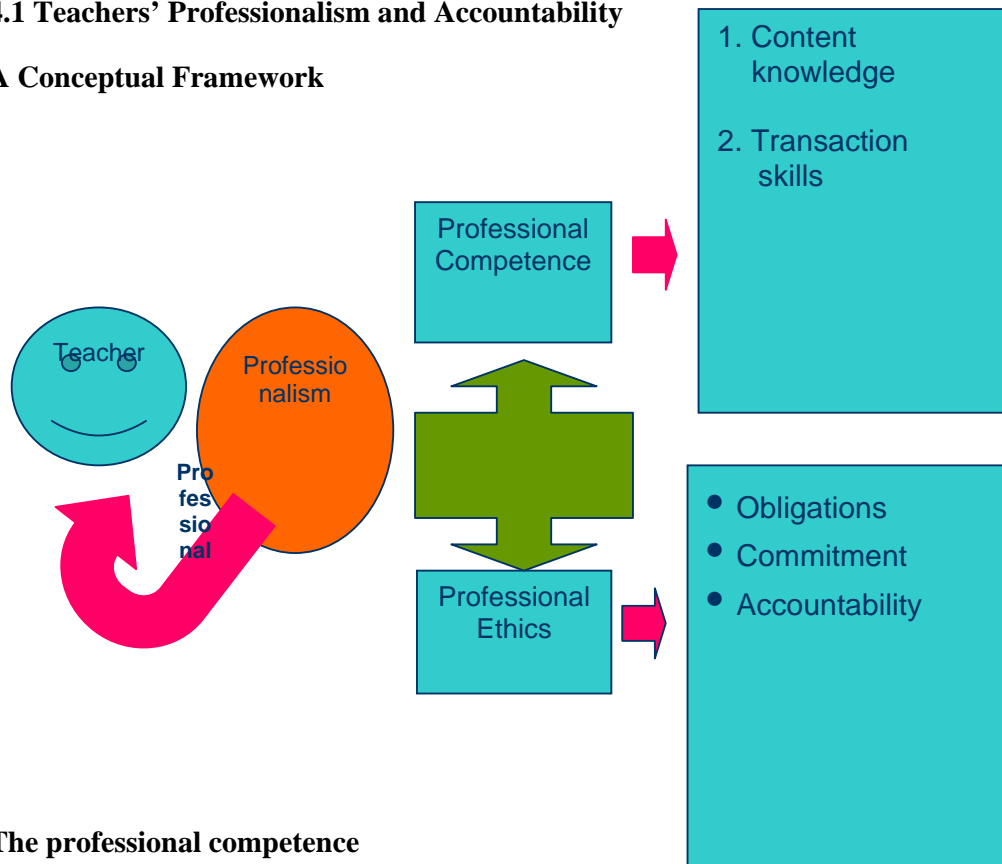 4.1 Teachers’ Professionalism and Accountability
A Conceptual Framework
1. Content
knowledge
2. Transaction
skills
Professional
Competence
Teacher
Professio
nalism
Pro
fes
sio
nal
• Obligations
• Commitment
• Accountability
Professional
Ethics
The professional competence